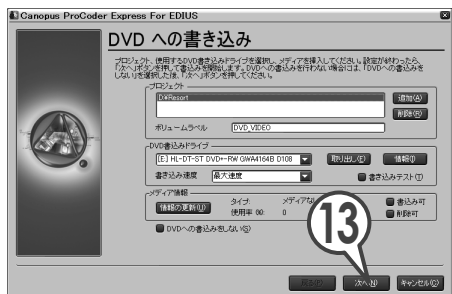 Canopus ProCoder Express For EDIUS
DVD への書き込み
プロジェクト、使用するDVD書き込みドライブを選択し、メディアを挿入してください。設定が終わったら、
「次へ」ボタンを押して書込みを開始します。DVDへの書込みを行わない場合には、「DVDへの書込みを
しない」を選択した後、「次へ」ボタンを押してください。
プロジェクト
D:¥Resort
追加(A)
削除(R)
ボリュームラベル DVD_VIDEO
DVD書込みドライブ
[E:] HL-DT-ST DVD+-RW GWA4164B D108 取り出し(E) 情報(I)
書き込み速度 最大速度 書き込みテスト(T)
メディア情報
情報の更新(U) タイプ: メディアな 書込み可
使用率 (%): 0 削除可
DVDへの書込みをしない(S)
13
戻る(B) 次へ(N) キャンセル(C)